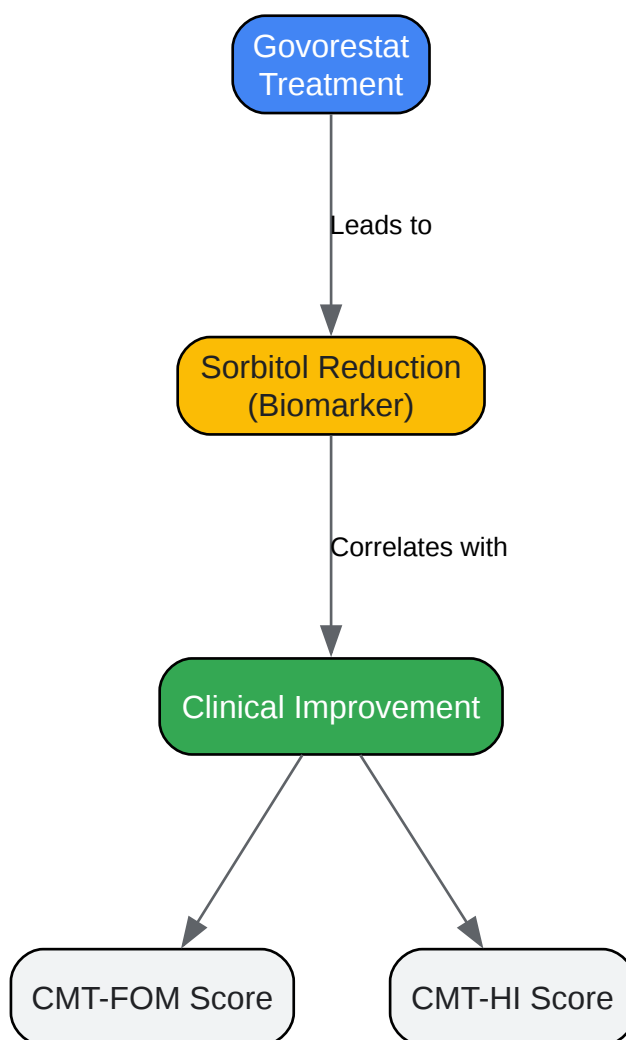 Govorestat
Treatment
Leads to
Sorbitol Reduction
(Biomarker)
Correlates with
Clinical Improvement
CMT-FOM Score
CMT-HI Score